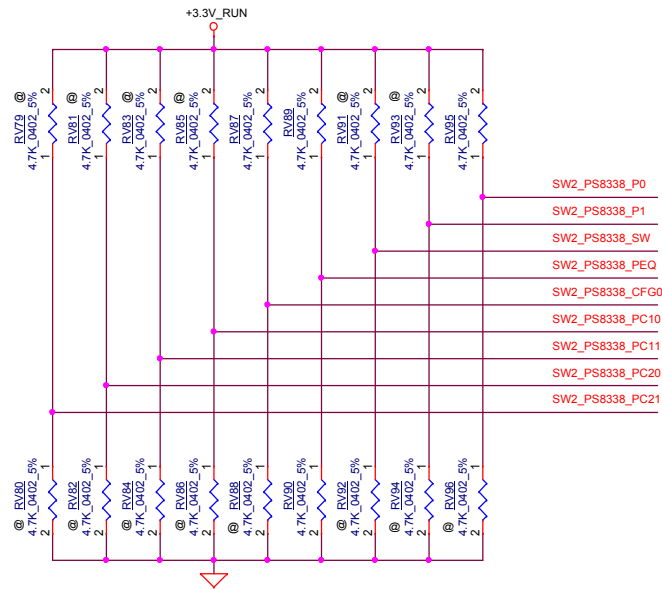 +3.3V_RUN
RV79 @
4.7K_0402_5%
1 2
RV81 @
4.7K_0402_5%
1 2
RV83 @
4.7K_0402_5%
1 2
RV85 @
4.7K_0402_5%
1 2
RV87
4.7K_0402_5%
1 2
RV89
4.7K_0402_5%
1 2
RV91 @
4.7K_0402_5%
1 2
RV93 @
4.7K_0402_5%
1 2
RV95
4.7K_0402_5%
1 2
SW2_PS8338_P0
SW2_PS8338_P1
SW2_PS8338_SW
SW2_PS8338_PEQ
SW2_PS8338_CFG0
SW2_PS8338_PC10
SW2_PS8338_PC11
SW2_PS8338_PC20
SW2_PS8338_PC21
@ RV80
4.7K_0402_5%
2 1
@ RV82
4.7K_0402_5%
2 1
@ RV84
4.7K_0402_5%
2 1
@ RV86
4.7K_0402_5%
2 1
@ RV88
4.7K_0402_5%
2 1
RV90
4.7K_0402_5%
2 1
@ RV92
4.7K_0402_5%
2 1
@ RV94
4.7K_0402_5%
2 1
@ RV96
4.7K_0402_5%
2 1